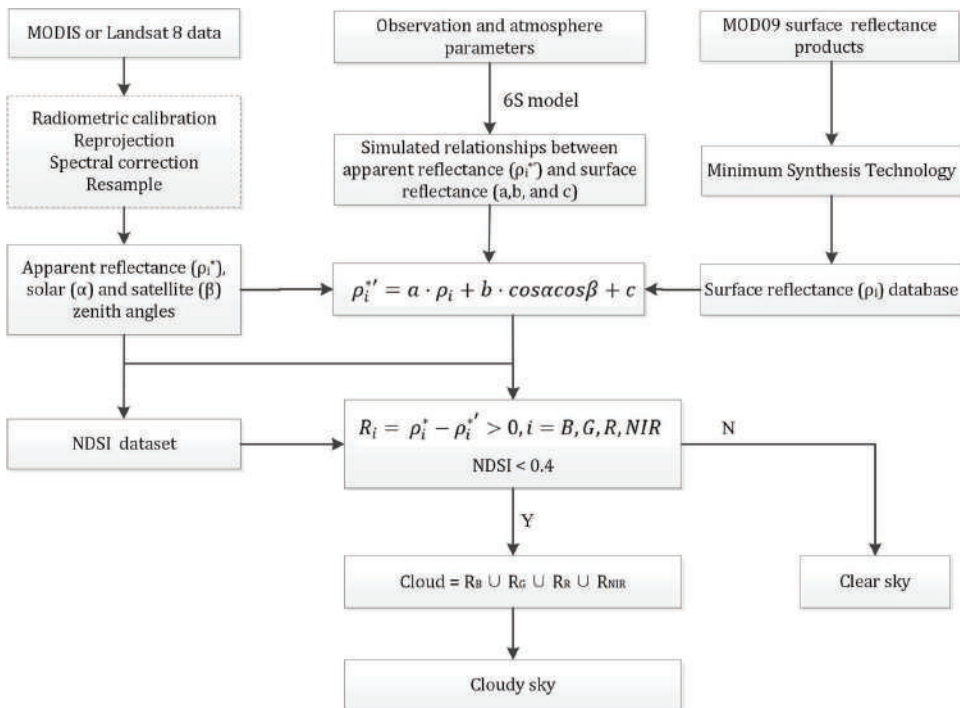 MODIS or Landsat 8 data
Observation and atmosphere
parameters
MOD09 surface reflectance
products
6S model
Radiometric calibration
Reprojection
Spectral correction
Resample
Simulated relationships between
apparent reflectance (ρᵢ*) and surface
reflectance (a,b, and c)
Minimum Synthesis Technology
Apparent reflectance (ρᵢ*),
solar (α) and satellite (β)
zenith angles
ρᵢ*′ = a · ρᵢ + b · cosαcosβ + c
Surface reflectance (ρᵢ) database
NDSI dataset
Rᵢ = ρᵢ* − ρᵢ*′ > 0, i = B, G, R, NIR
NDSI < 0.4
N
Y
Cloud = RB ∪ RG ∪ RR ∪ RNIR
Clear sky
Cloudy sky